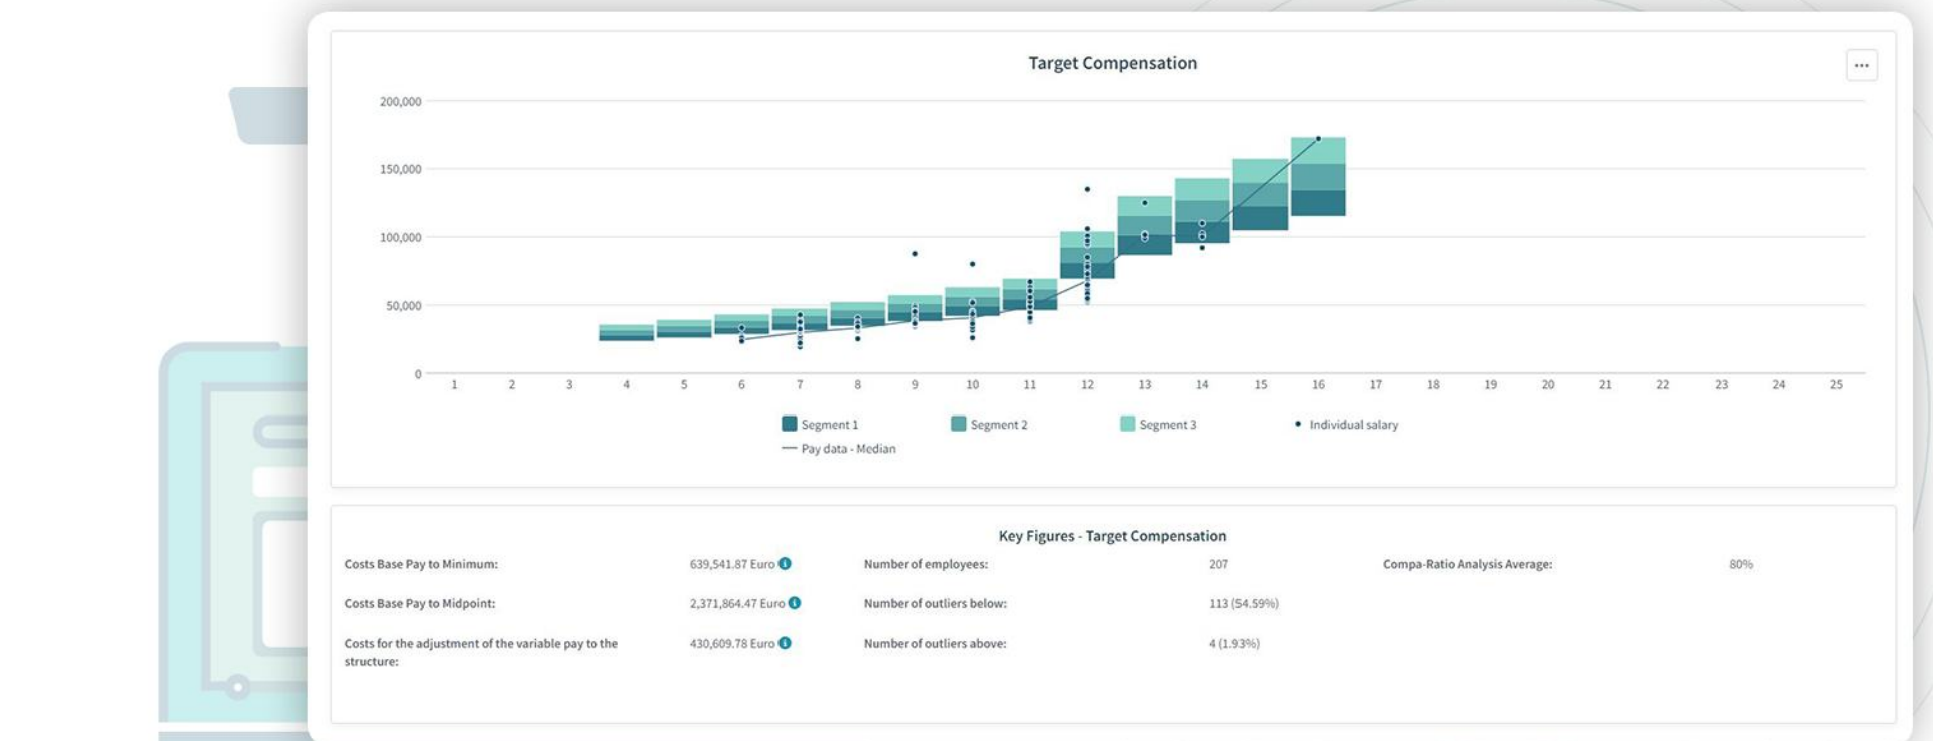 Target Compensation
...
200,000
150,000
100,000
50,000
0
1 2 3 4 5 6 7 8 9 10 11 12 13 14 15 16 17 18 19 20 21 22 23 24 25
Segment 1 Segment 2 Segment 3 Individual salary
Pay data - Median
Key Figures - Target Compensation
Costs Base Pay to Minimum: 639,541.87 Euro i Number of employees: 207 Compa-Ratio Analysis Average: 80%
Costs Base Pay to Midpoint: 2,371,864.47 Euro i Number of outliers below: 113 (54.59%)
Costs for the adjustment of the variable pay to the 430,609.78 Euro i Number of outliers above: 4 (1.93%)
structure: